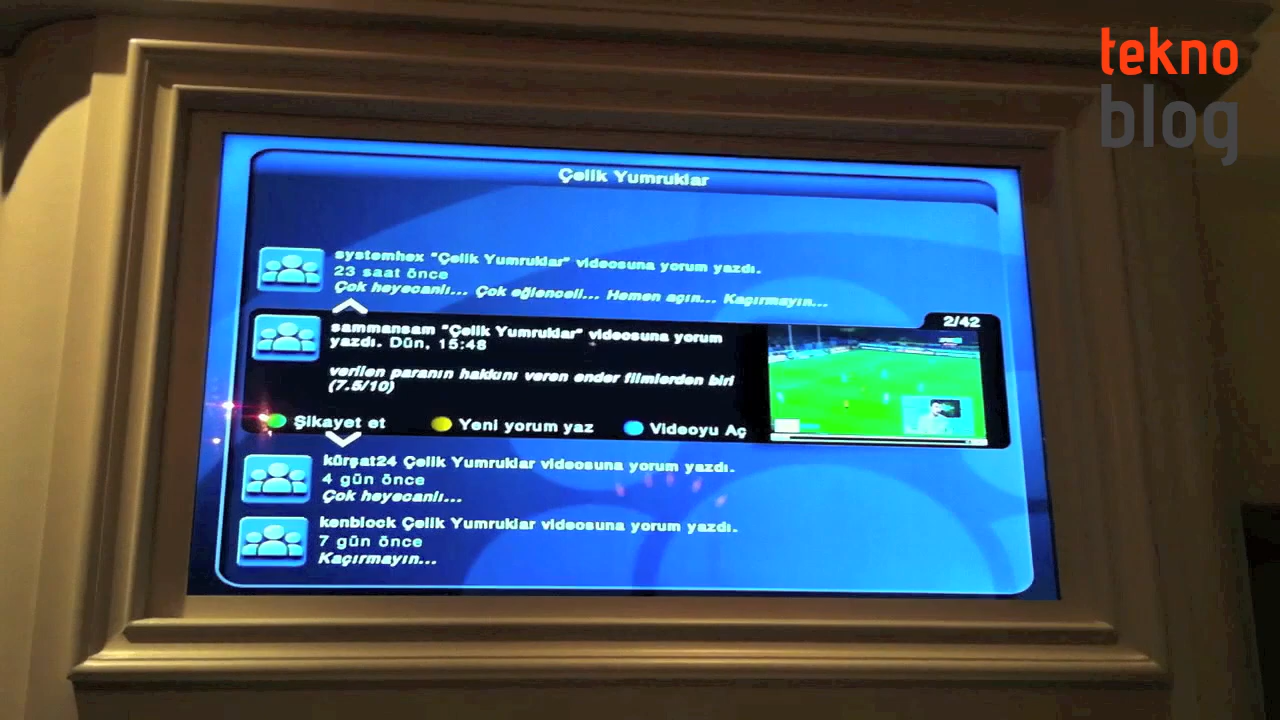 tekno
blog
Çelik Yumruklar
systemhex "Çelik Yumruklar" videosuna yorum yazdı.
23 saat önce
Çok heyecanlı... Çok eğlenceli... Hemen açın... Kaçırmayın...
2/42
sammansam "Çelik Yumruklar" videosuna yorum
yazdı. Dün, 15:48
verilen paranın hakkını veren ender filmlerden biri
(7.5/10)
Şikayet et
Yeni yorum yaz
Videoyu Aç
kürşat24 Çelik Yumruklar videosuna yorum yazdı.
4 gün önce
Çok heyecanlı...
kenblock Çelik Yumruklar videosuna yorum yazdı.
7 gün önce
Kaçırmayın...